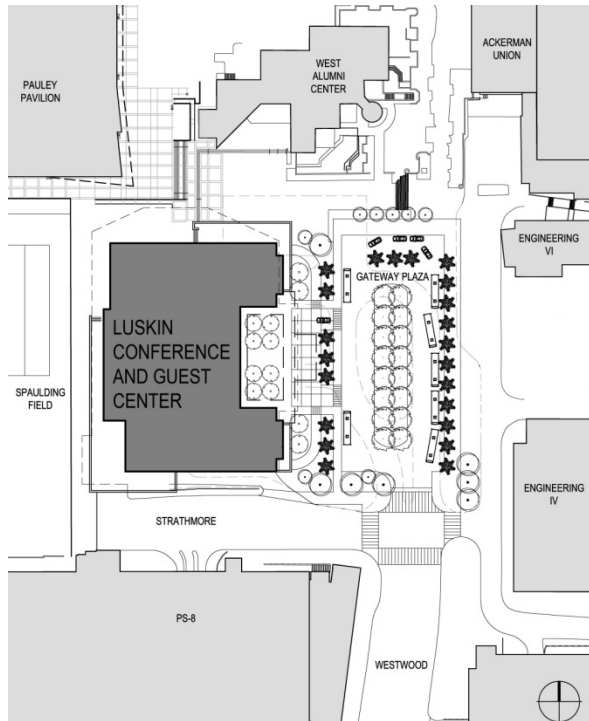 PAULEY
PAVILION
WEST
ALUMNI
CENTER
ACKERMAN
UNION
ENGINEERING
VI
GATEWAY PLAZA
LUSKIN
CONFERENCE
AND GUEST
CENTER
SPAULDING
FIELD
ENGINEERING
IV
STRATHMORE
PS-8
WESTWOOD